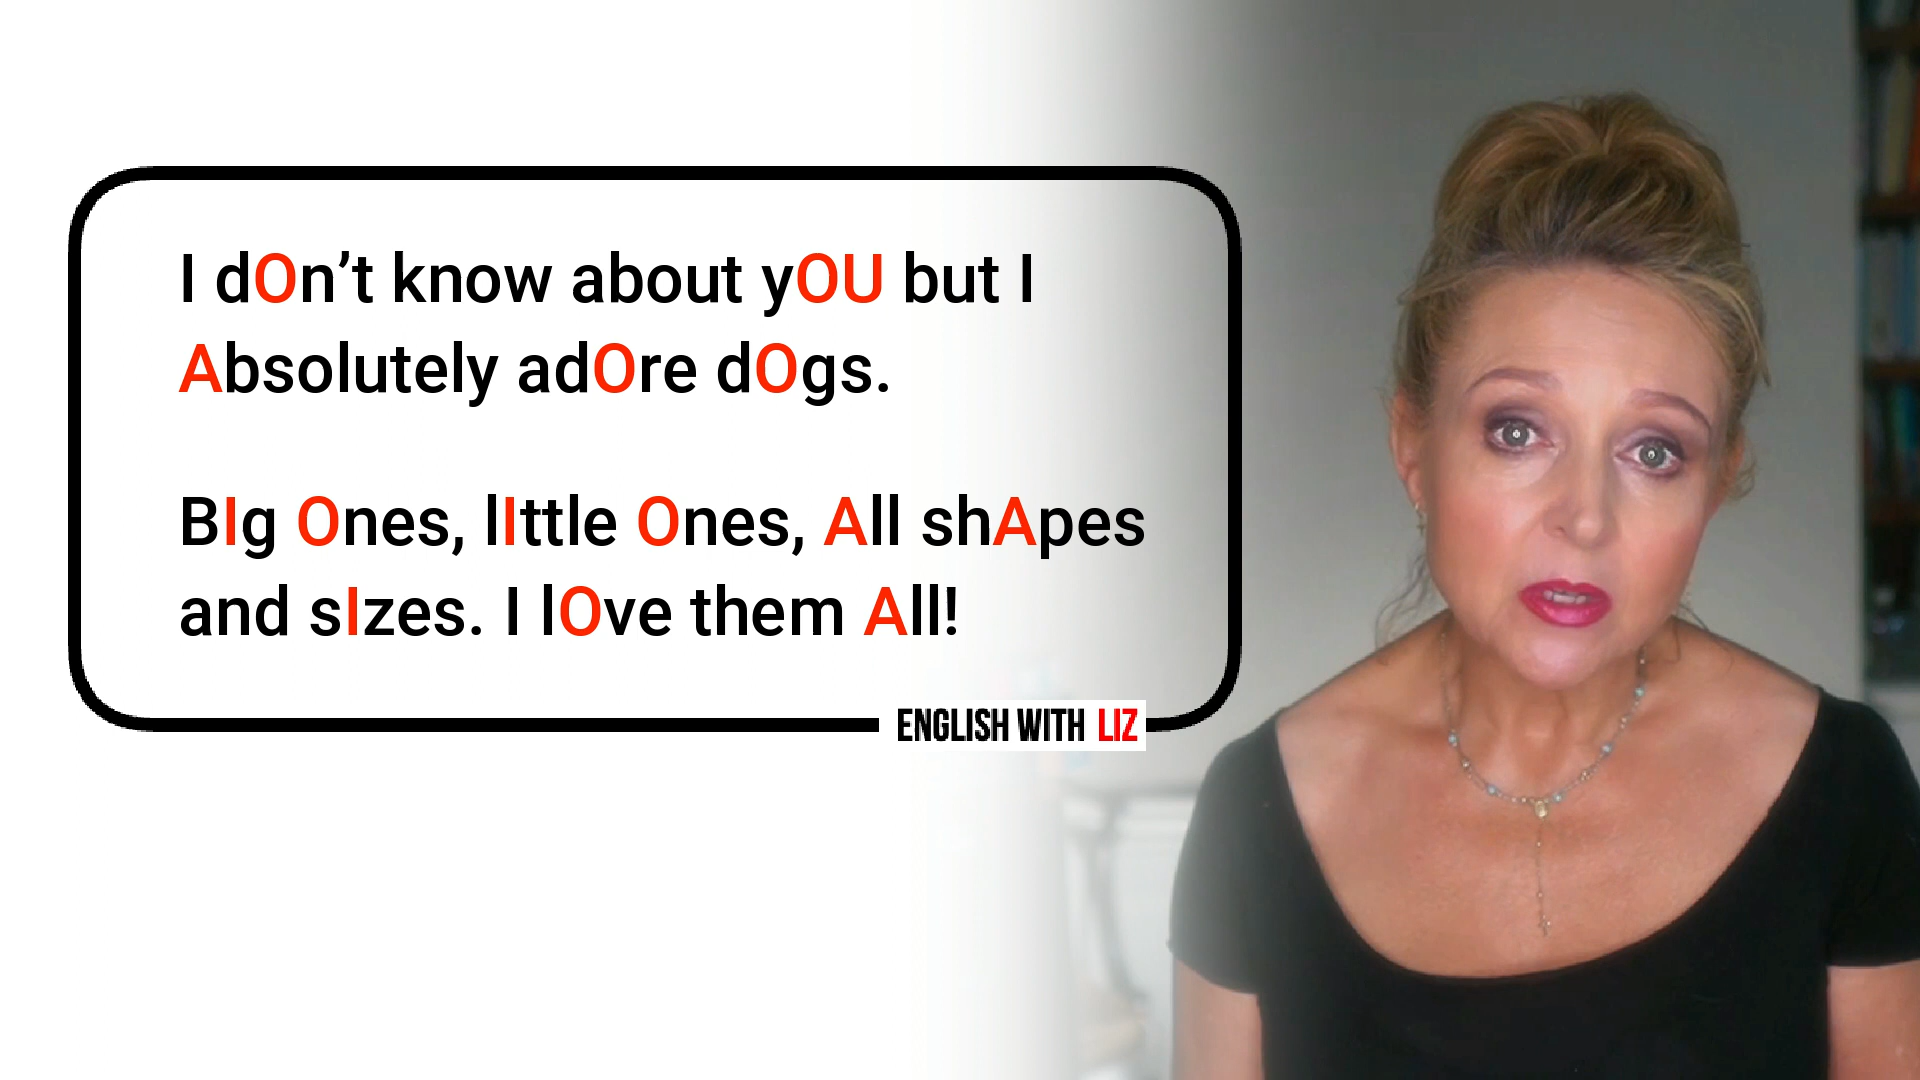 I dOn’t know about yOU but I
Absolutely adOre dOgs.
BIg Ones, lIttle Ones, All shApes
and sIzes. I lOve them All!
ENGLISH WITH LIZ